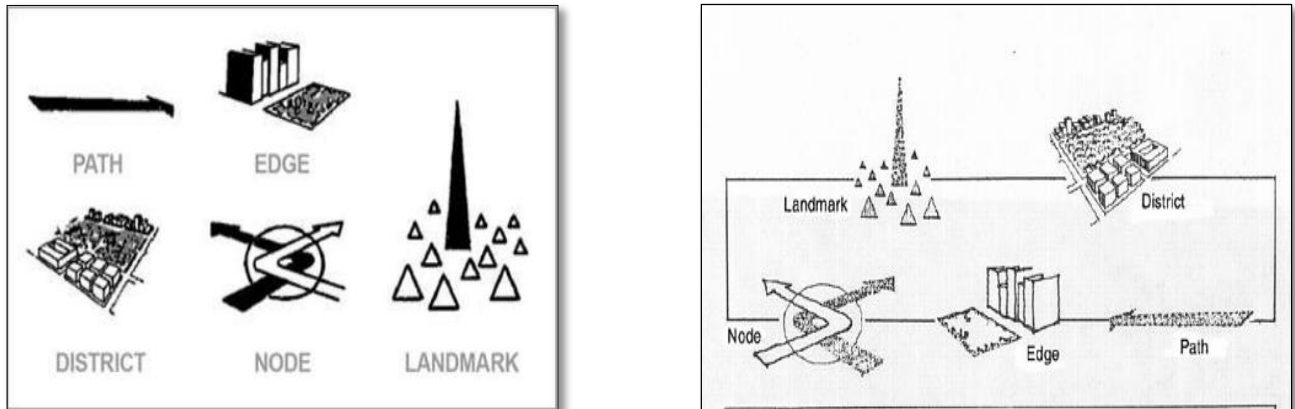 PATH
EDGE
DISTRICT
NODE
LANDMARK
Landmark
District
Node
Edge
Path